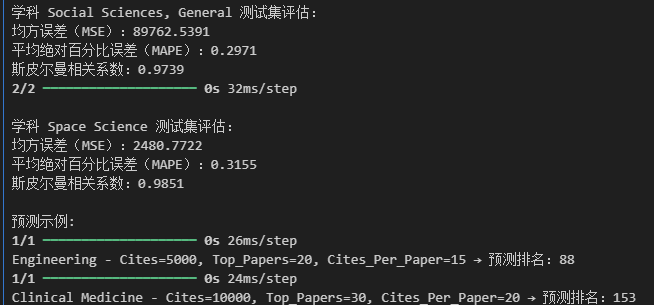 学科 Social Sciences, General 测试集评估:
均方误差（MSE）: 89762.5391
平均绝对百分比误差（MAPE）: 0.2971
斯皮尔曼相关系数: 0.9739
2/2 ━━━━━━━━━━━━━━━━━━━━ 0s 32ms/step
学科 Space Science 测试集评估:
均方误差（MSE）: 2480.7722
平均绝对百分比误差（MAPE）: 0.3155
斯皮尔曼相关系数: 0.9851
预测示例:
1/1 ━━━━━━━━━━━━━━━━━━━━ 0s 26ms/step
Engineering - Cites=5000, Top_Papers=20, Cites_Per_Paper=15 → 预测排名: 88
1/1 ━━━━━━━━━━━━━━━━━━━━ 0s 24ms/step
Clinical Medicine - Cites=10000, Top_Papers=30, Cites_Per_Paper=20 → 预测排名: 153